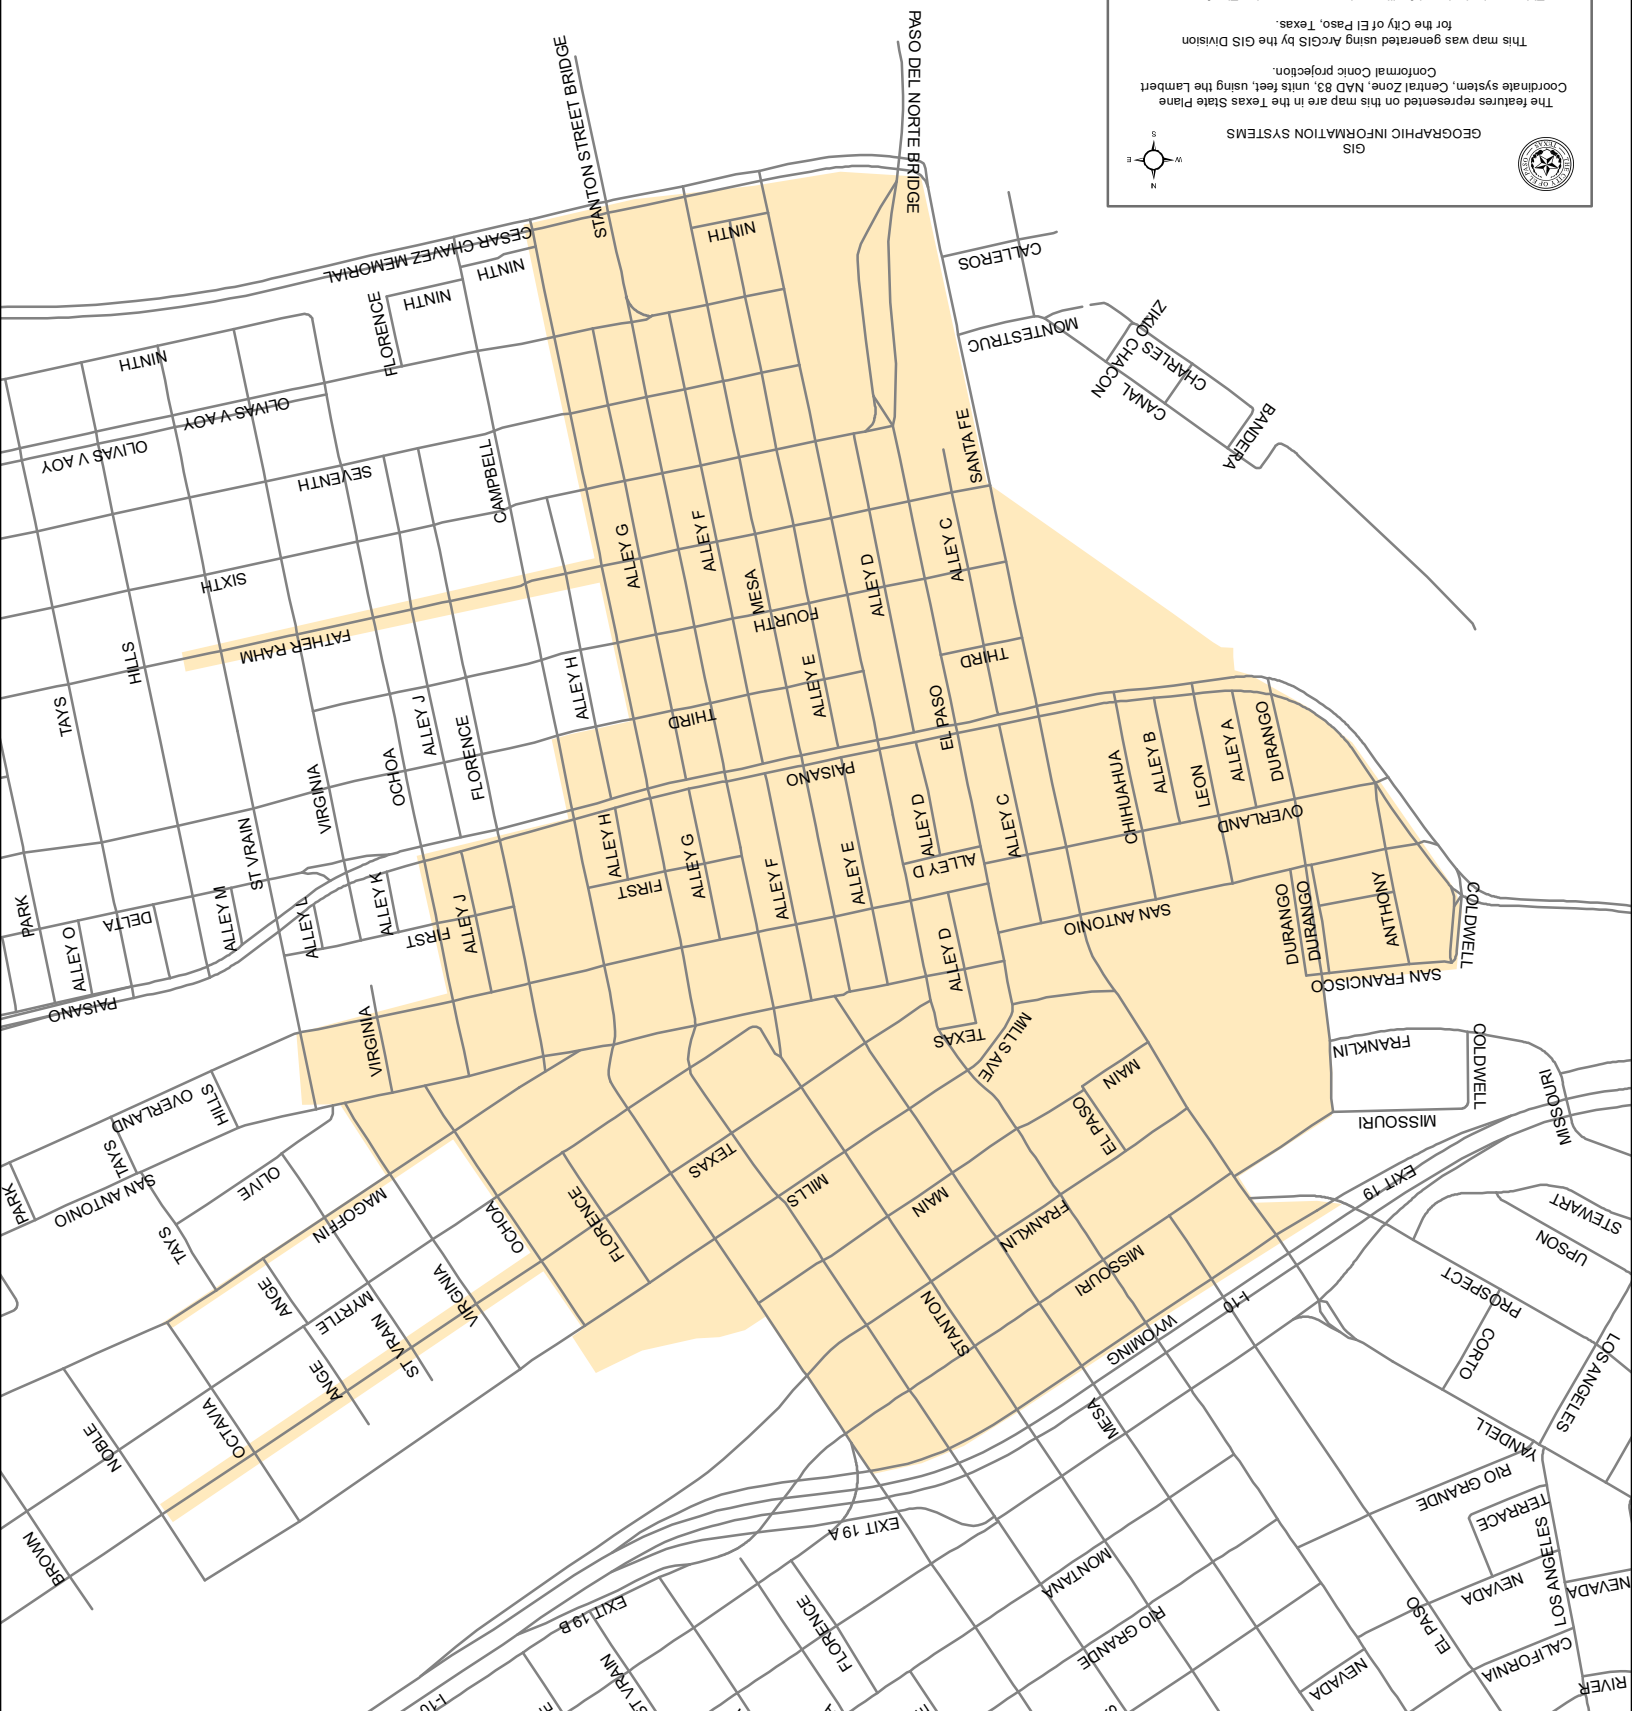 GIS
GEOGRAPHIC INFORMATION SYSTEMS
The features represented on this map are in the Texas State Plane
Coordinate system, Central Zone, NAD 83, units feet, using the Lambert
Conformal Conic projection.
This map was generated using ArcGIS by the GIS Division
for the City of El Paso, Texas.
THE CITY OF EL PASO
TEXAS
N
W
E
S
PASO DEL NORTE BRIDGE
STANTON STREET BRIDGE
CESAR CHAVEZ MEMORIAL
NINTH
NINTH
NINTH
NINTH
CALLEROS
FLORENCE
MONTESTRUC
ZIKIO CHACON
CHARLES
CANAL
BANDERA
OLIVAS V AOY
OLIVAS V AOY
SEVENTH
CAMPBELL
SANTA FE
ALLEY G
ALLEY F
ALLEY C
ALLEY D
MESA
FOURTH
SIXTH
FATHER RAHM
HILLS
TAYS
ALLEY H
ALLEY E
THIRD
THIRD
EL PASO
ALLEY J
FLORENCE
OCHOA
VIRGINIA
ST VRAIN
PAISANO
CHIHUAHUA
ALLEY B
LEON
ALLEY A
DURANGO
OVERLAND
ALLEY H
ALLEY G
ALLEY F
ALLEY E
ALLEY D
ALLEY D
ALLEY C
FIRST
PARK
ALLEY O
DELTA
ALLEY M
ALLEY L
ALLEY K
FIRST
ALLEY J
SAN ANTONIO
DURANGO
DURANGO
ANTHONY
COLDWELL
SAN FRANCISCO
ALLEY D
PAISANO
VIRGINIA
TEXAS
MILLS AVE
MAIN
EL PASO
FRANKLIN
COLDWELL
MISSOURI
MISSOURI
OVERLAND
HILLS
TAYS
PARK
SAN ANTONIO
OLIVE
TAYS
MAGOFFIN
OCHOA
FLORENCE
TEXAS
MILLS
MAIN
FRANKLIN
MISSOURI
EXIT 19
STEWART
UPSON
PROSPECT
CORTO
LOS ANGELES
YANDELL
ANGE
MYRTLE
ST VRAIN
VIRGINIA
ANGE
OCTAVIA
NOBLE
BROWN
STANTON
WYOMING
I-10
MESA
RIO GRANDE
TERRACE
LOS ANGELES
NEVADA
NEVADA
EXIT 19 A
EXIT 19 B
MONTANA
RIO GRANDE
FLORENCE
ST VRAIN
EL PASO
NEVADA
CALIFORNIA
RIVER
I-10